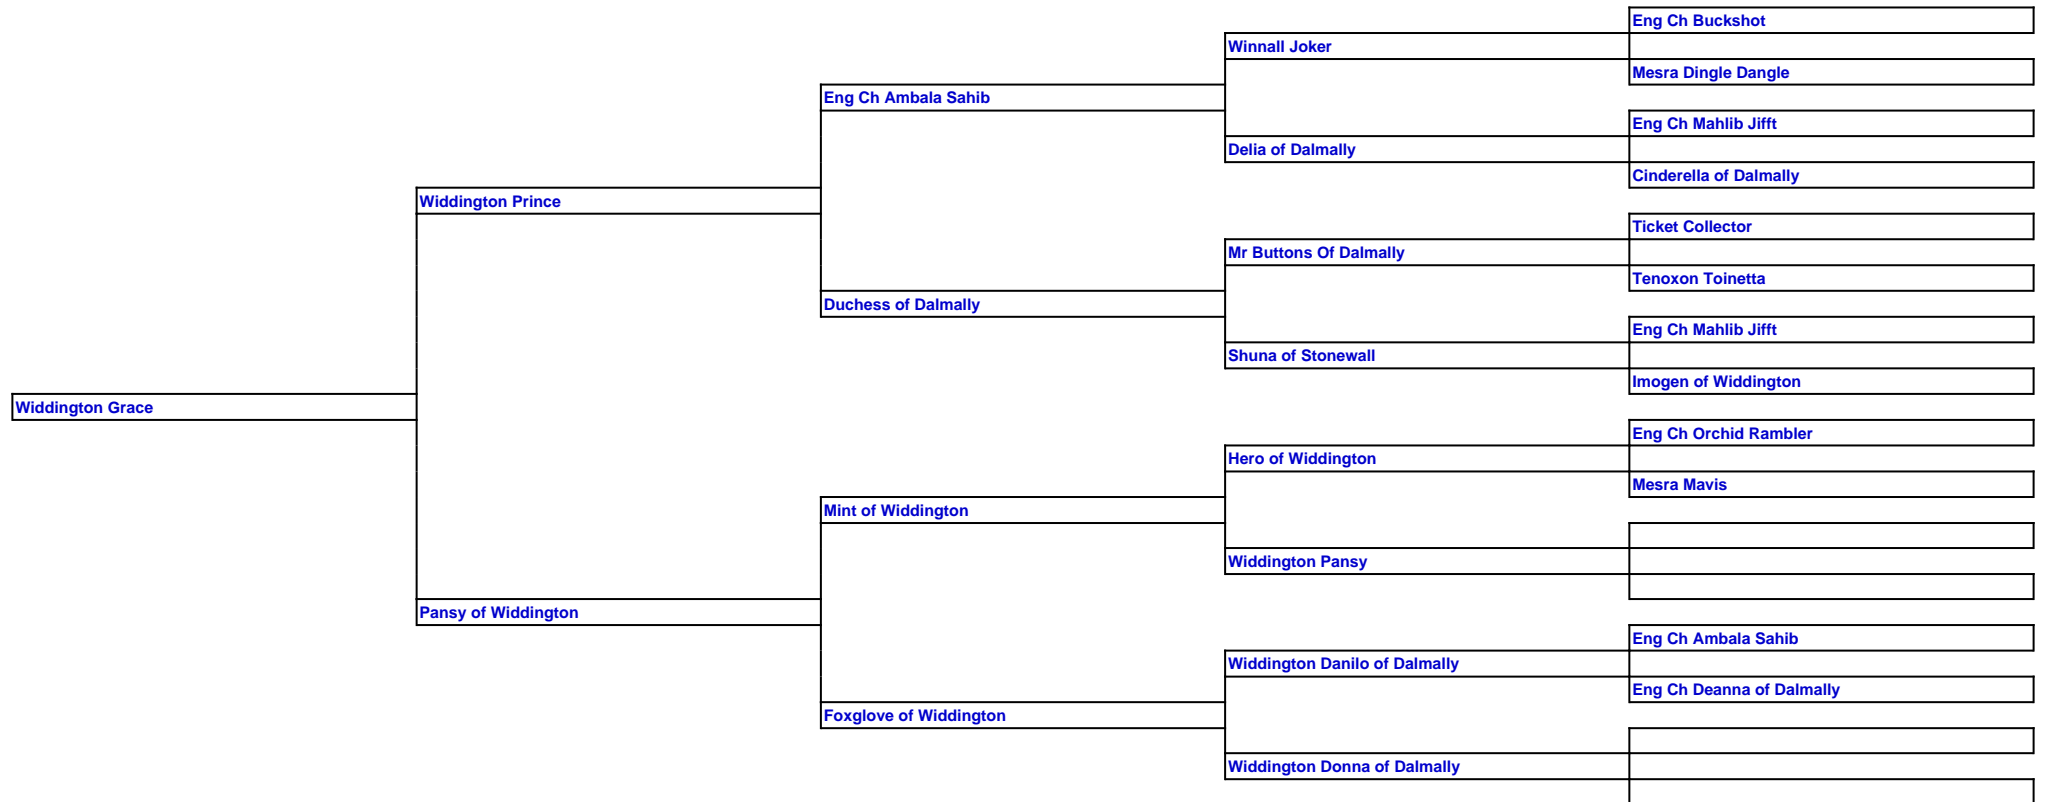 Eng Ch Buckshot
Winnall Joker
Mesra Dingle Dangle
Eng Ch Ambala Sahib
Eng Ch Mahlib Jifft
Delia of Dalmally
Cinderella of Dalmally
Widdington Prince
Ticket Collector
Mr Buttons Of Dalmally
Tenoxon Toinetta
Duchess of Dalmally
Eng Ch Mahlib Jifft
Shuna of Stonewall
Imogen of Widdington
Widdington Grace
Eng Ch Orchid Rambler
Hero of Widdington
Mesra Mavis
Mint of Widdington
Widdington Pansy
Pansy of Widdington
Eng Ch Ambala Sahib
Widdington Danilo of Dalmally
Eng Ch Deanna of Dalmally
Foxglove of Widdington
Widdington Donna of Dalmally